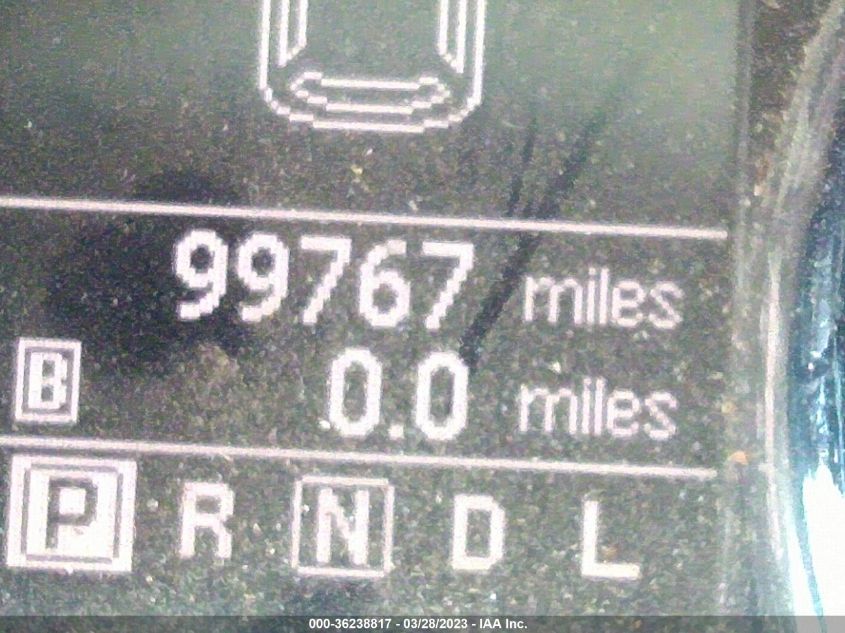 99767 miles
B 0.0 miles
P R N D L
000-36238817 - 03/28/2023 - IAA Inc.